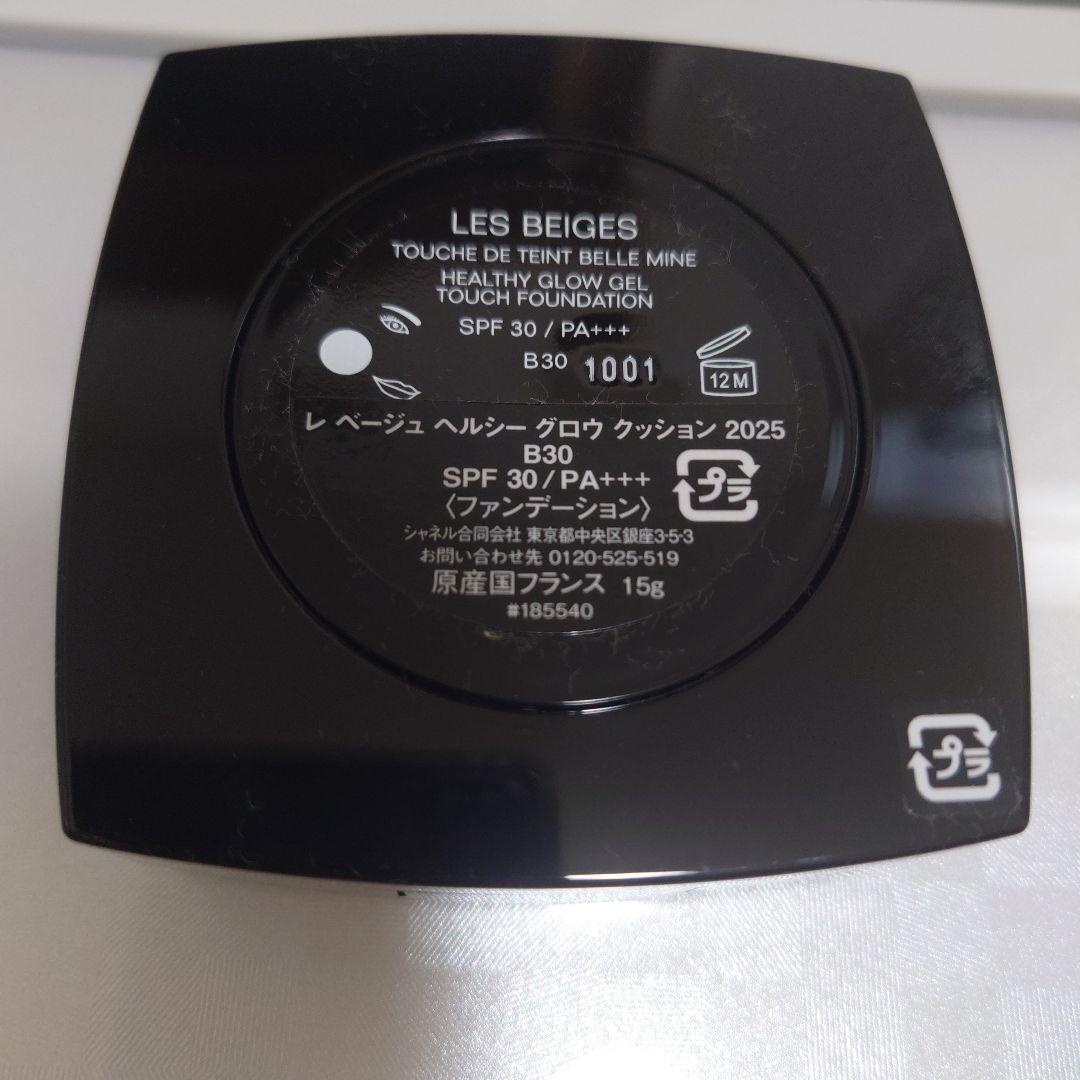 LES BEIGES
TOUCHE DE TEINT BELLE MINE
HEALTHY GLOW GEL
TOUCH FOUNDATION
SPF 30 / PA+++
B30 1001
12M
レ ベージュ ヘルシー グロウ クッション 2025
B30
SPF 30/PA+++
プラ
〈ファンデーション〉
シャネル合同会社 東京都中央区銀座3-5-3
お問い合わせ先 0120-525-519
原産国フランス 15g
#185540
プラ